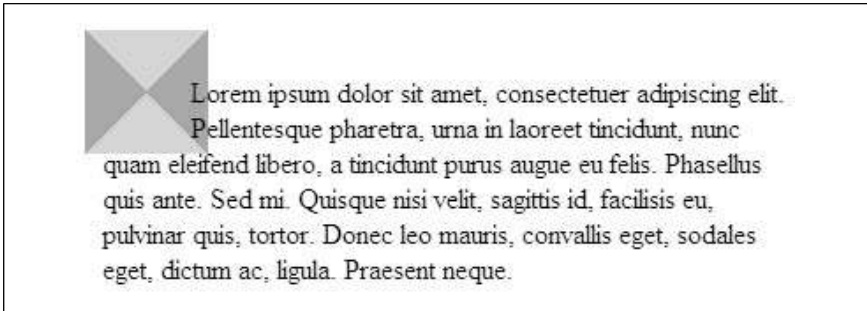 Lorem ipsum dolor sit amet, consectetuer adipiscing elit.
Pellentesque pharetra, urna in laoreet tincidunt, nunc
quam eleifend libero, a tincidunt purus augue eu felis. Phasellus
quis ante. Sed mi. Quisque nisi velit, sagittis id, facilisis eu,
pulvinar quis, tortor. Donec leo mauris, convallis eget, sodales
eget, dictum ac, ligula. Praesent neque.